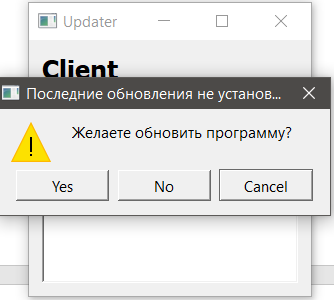 Updater
Client
Последние обновления не установ...
Желаете обновить программу?
Yes No Cancel